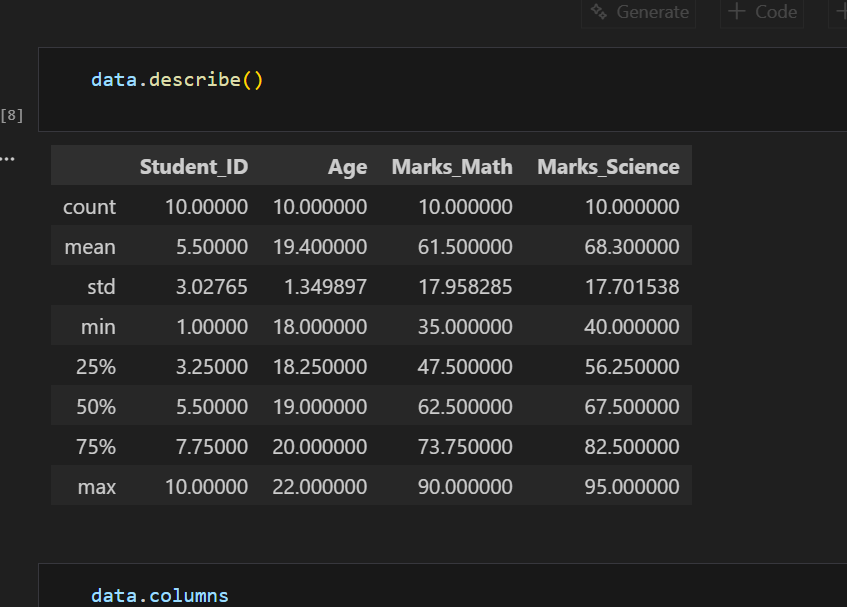 Generate + Code +
data.describe()
[8]
...
Student_ID Age Marks_Math Marks_Science
count 10.00000 10.000000 10.000000 10.000000
mean 5.50000 19.400000 61.500000 68.300000
std 3.02765 1.349897 17.958285 17.701538
min 1.00000 18.000000 35.000000 40.000000
25% 3.25000 18.250000 47.500000 56.250000
50% 5.50000 19.000000 62.500000 67.500000
75% 7.75000 20.000000 73.750000 82.500000
max 10.00000 22.000000 90.000000 95.000000
data.columns